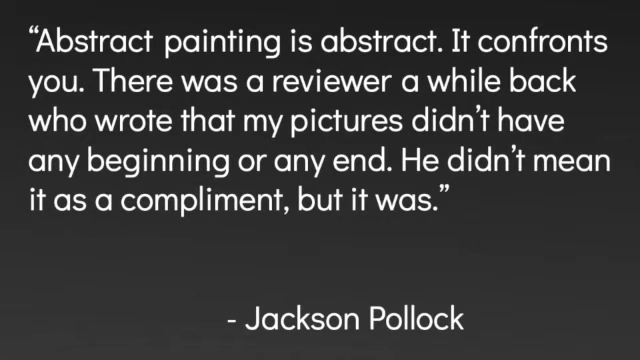 “Abstract painting is abstract. It confronts
you. There was a reviewer a while back
who wrote that my pictures didn’t have
any beginning or any end. He didn’t mean
it as a compliment, but it was.”
- Jackson Pollock